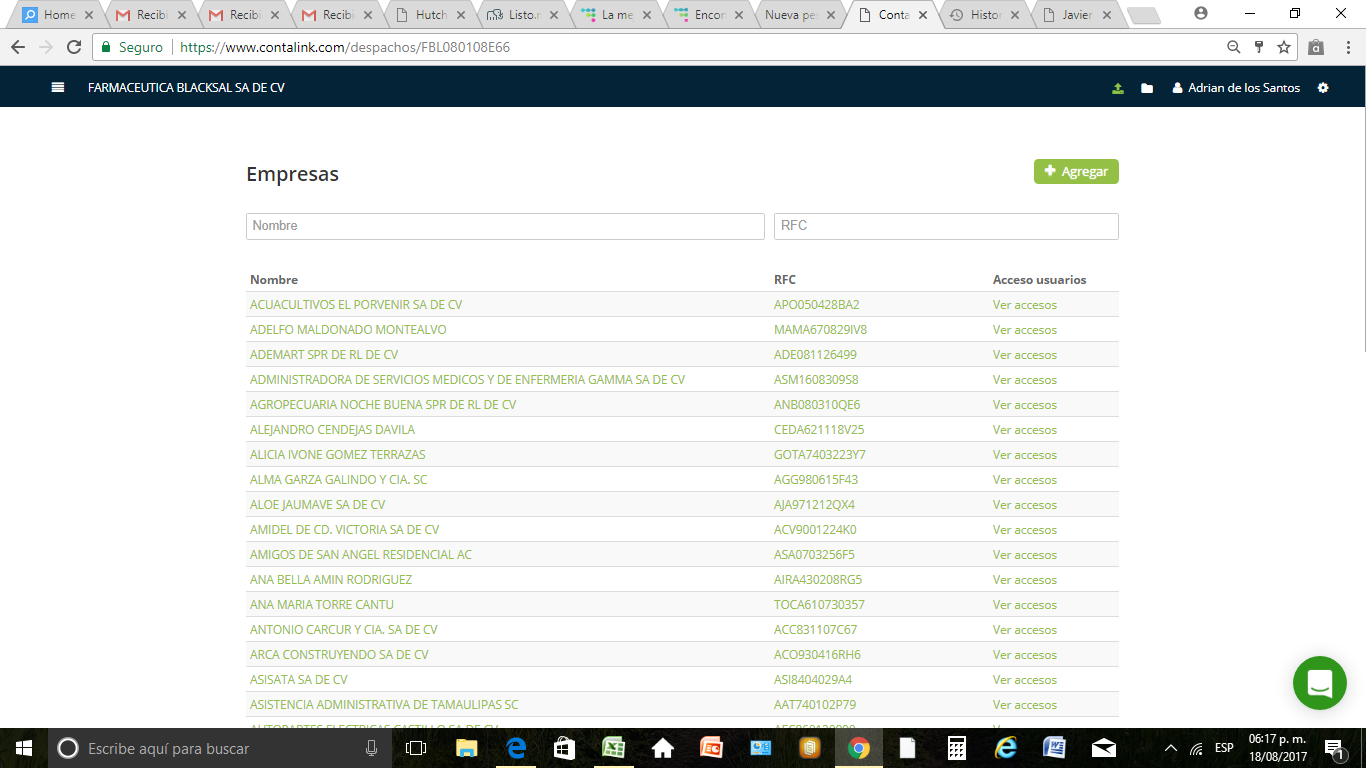 Home Recibi Recibi Recibi Hutch Listo. La me Encon Nueva pes Conta Histor Javier
Seguro https://www.contalink.com/despachos/FBL080108E66
FARMACEUTICA BLACKSAL SA DE CV Adrian de los Santos
Empresas + Agregar
Nombre RFC
Nombre RFC Acceso usuarios
ACUACULTIVOS EL PORVENIR SA DE CV APO050428BA2 Ver accesos
ADELFO MALDONADO MONTEALVO MAMA670829IV8 Ver accesos
ADEMART SPR DE RL DE CV ADE081126499 Ver accesos
ADMINISTRADORA DE SERVICIOS MEDICOS Y DE ENFERMERIA GAMMA SA DE CV ASM1608309S8 Ver accesos
AGROPECUARIA NOCHE BUENA SPR DE RL DE CV ANB080310QE6 Ver accesos
ALEJANDRO CENDEJAS DAVILA CEDA621118V25 Ver accesos
ALICIA IVONE GOMEZ TERRAZAS GOTA7403223Y7 Ver accesos
ALMA GARZA GALINDO Y CIA. SC AGG980615F43 Ver accesos
ALOE JAUMAVE SA DE CV AJA971212QX4 Ver accesos
AMIDEL DE CD. VICTORIA SA DE CV ACV9001224K0 Ver accesos
AMIGOS DE SAN ANGEL RESIDENCIAL AC ASA0703256F5 Ver accesos
ANA BELLA AMIN RODRIGUEZ AIRA430208RG5 Ver accesos
ANA MARIA TORRE CANTU TOCA610730357 Ver accesos
ANTONIO CARCUR Y CIA. SA DE CV ACC831107C67 Ver accesos
ARCA CONSTRUYENDO SA DE CV ACO930416RH6 Ver accesos
ASISATA SA DE CV ASI8404029A4 Ver accesos
ASISTENCIA ADMINISTRATIVA DE TAMAULIPAS SC AAT740102P79 Ver accesos
AUTOPARTES ELECTRICAS CASTILLO SA DE CV
Escribe aquí para buscar ESP 06:17 p. m.
18/08/2017 1